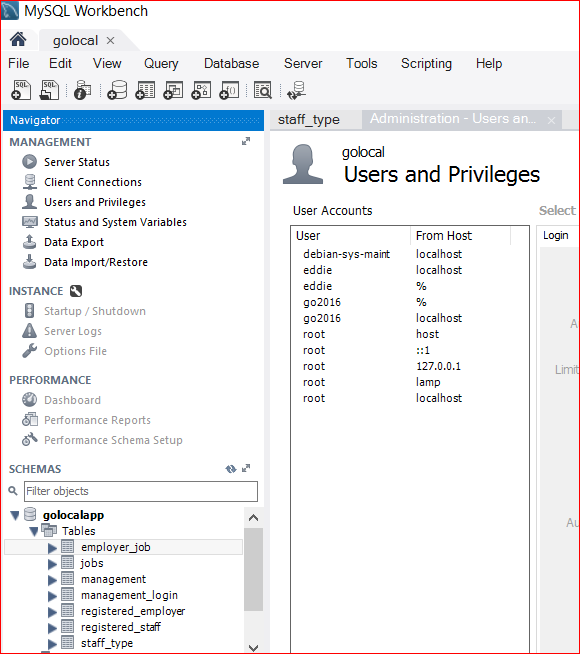 MySQL Workbench
golocal ×
File Edit View Query Database Server Tools Scripting Help
SQL SQL
Navigator
MANAGEMENT
Server Status
Client Connections
Users and Privileges
Status and System Variables
Data Export
Data Import/Restore
INSTANCE
Startup / Shutdown
Server Logs
Options File
PERFORMANCE
Dashboard
Performance Reports
Performance Schema Setup
SCHEMAS
Filter objects
golocalapp
Tables
employer_job
jobs
management
management_login
registered_employer
registered_staff
staff_type
staff_type Administration - Users an... ×
golocal
Users and Privileges
User Accounts
User From Host
debian-sys-maint localhost
eddie localhost
eddie %
go2016 %
go2016 localhost
root host
root ::1
root 127.0.0.1
root lamp
root localhost
Select
Login
A
Limit
Au